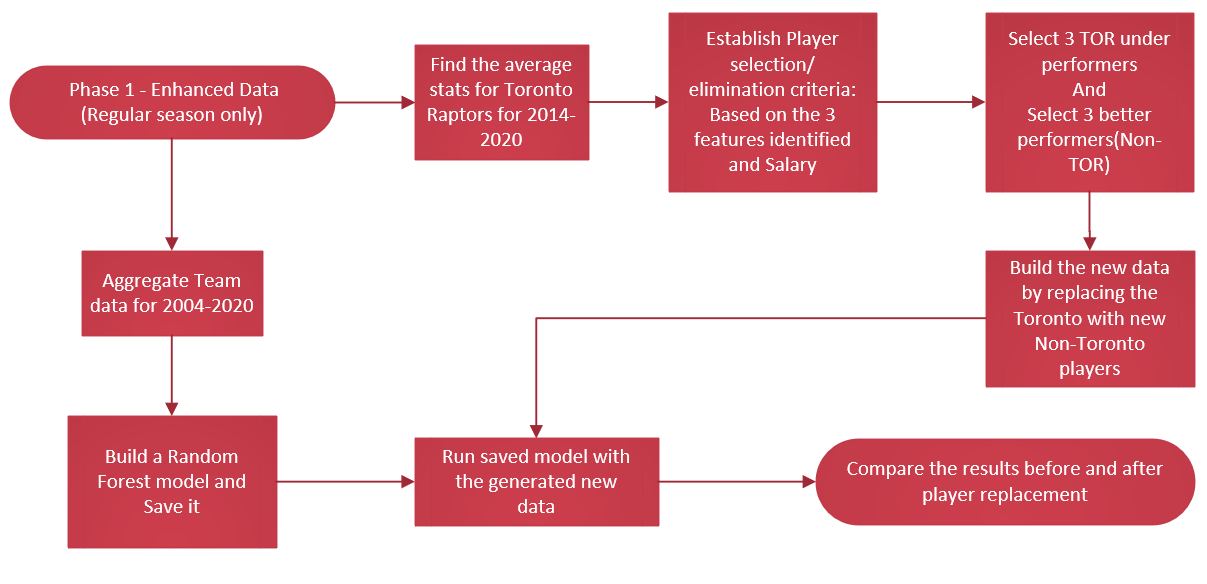 Phase 1 - Enhanced Data
(Regular season only)
Find the average
stats for Toronto
Raptors for 2014-
2020
Establish Player
selection/
elimination criteria:
Based on the 3
features identified
and Salary
Select 3 TOR under
performers
And
Select 3 better
performers(Non-
TOR)
Aggregate Team
data for 2004-2020
Build the new data
by replacing the
Toronto with new
Non-Toronto
players
Build a Random
Forest model and
Save it
Run saved model with
the generated new
data
Compare the results before and after
player replacement